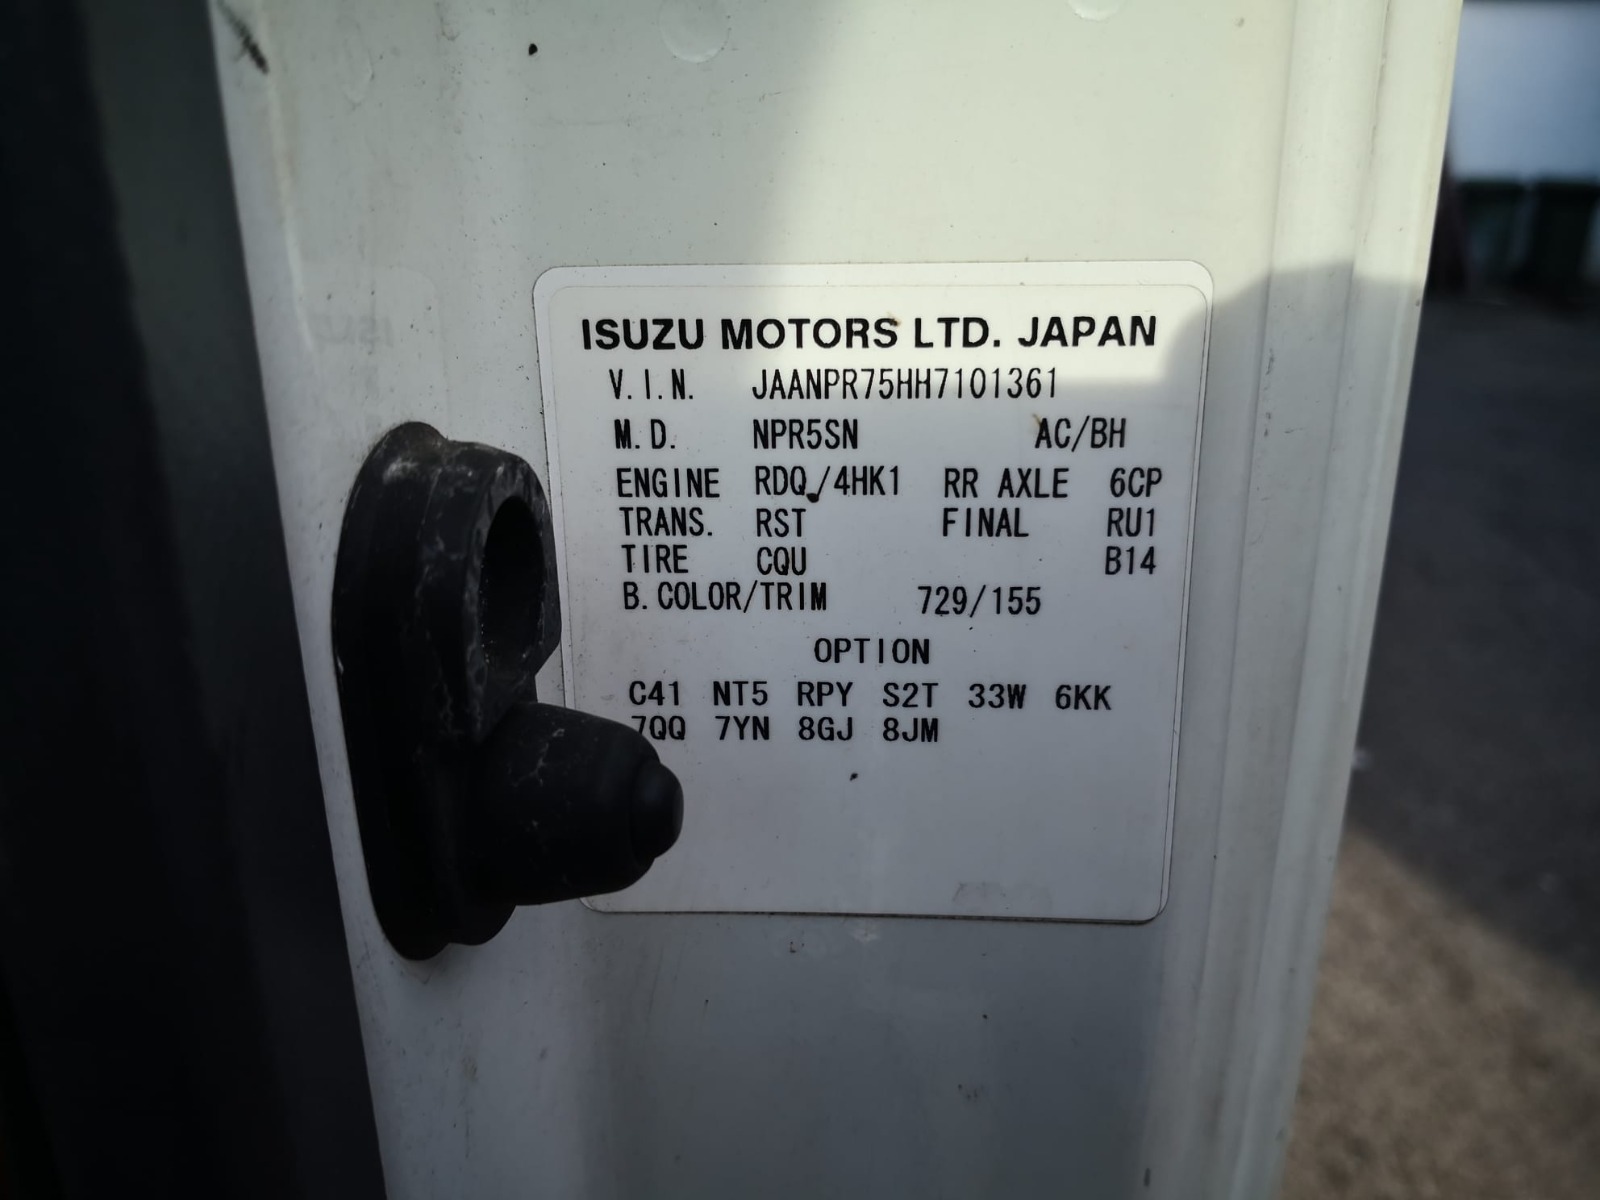 ISUZU MOTORS LTD. JAPAN
V.I.N. JAANPR75HH7101361
M.D. NPR5SN AC/BH
ENGINE RDQ/4HK1 RR AXLE 6CP
TRANS. RST FINAL RU1
TIRE CQU B14
B.COLOR/TRIM 729/155
OPTION
C41 NT5 RPY S2T 33W 6KK
7QQ 7YN 8GJ 8JM